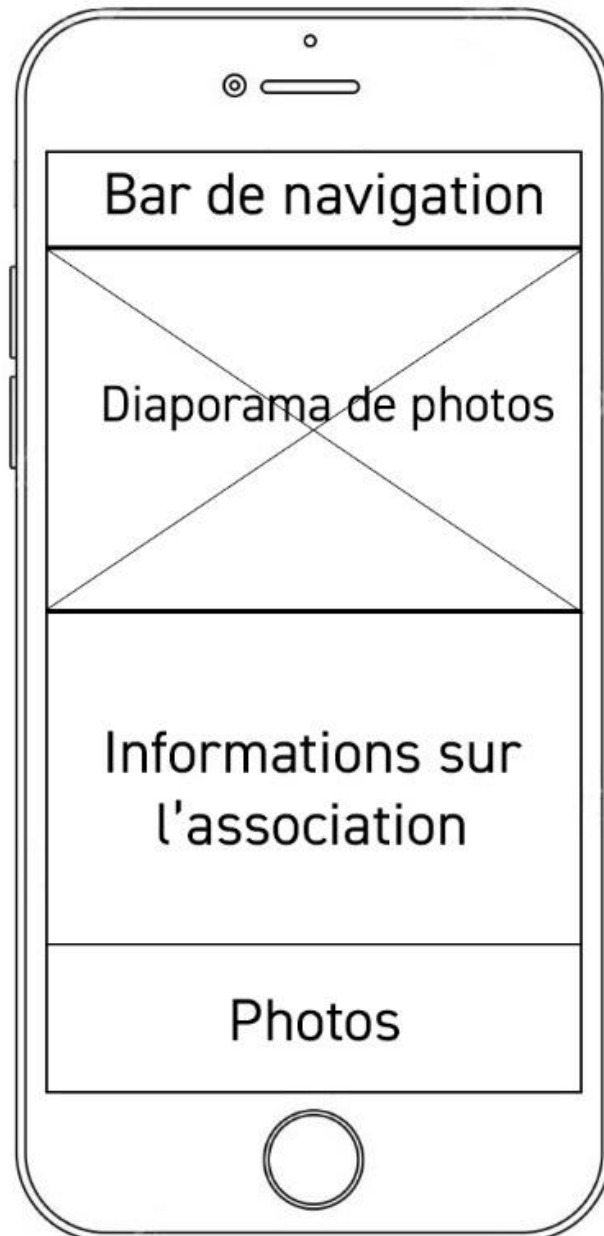 Bar de navigation
Diaporama de photos
Informations sur
l'association
Photos